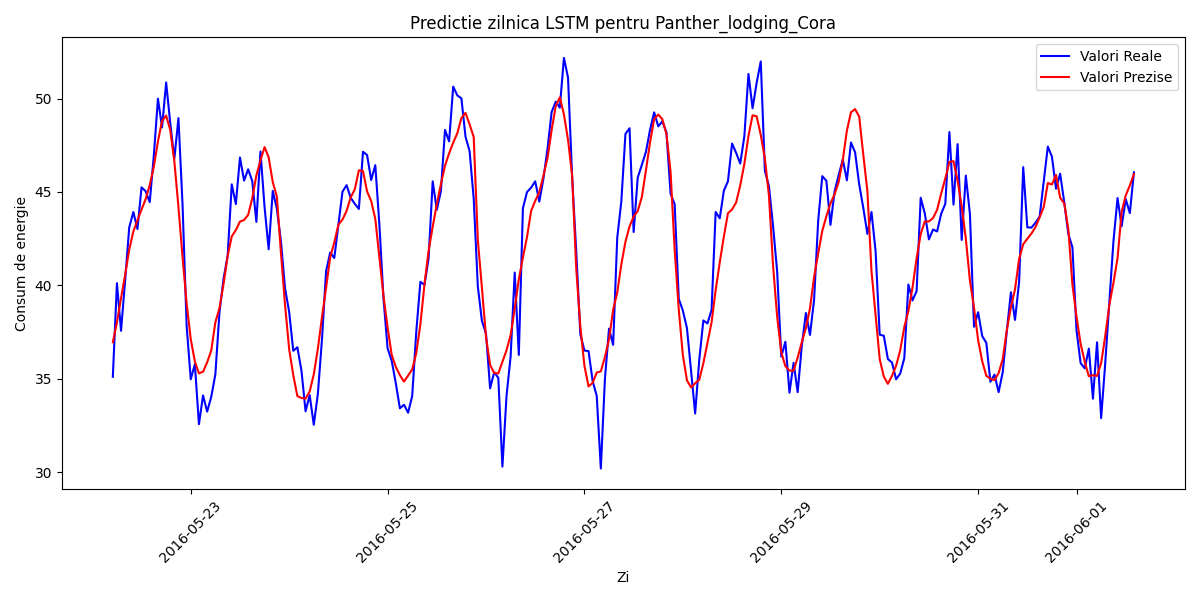 Predictie zilnica LSTM pentru Panther_lodging_Cora
Valori Reale
Valori Prezise
Consum de energie
50
45
40
35
30
2016-05-23
2016-05-25
2016-05-27
2016-05-29
2016-05-31
2016-06-01
Zi